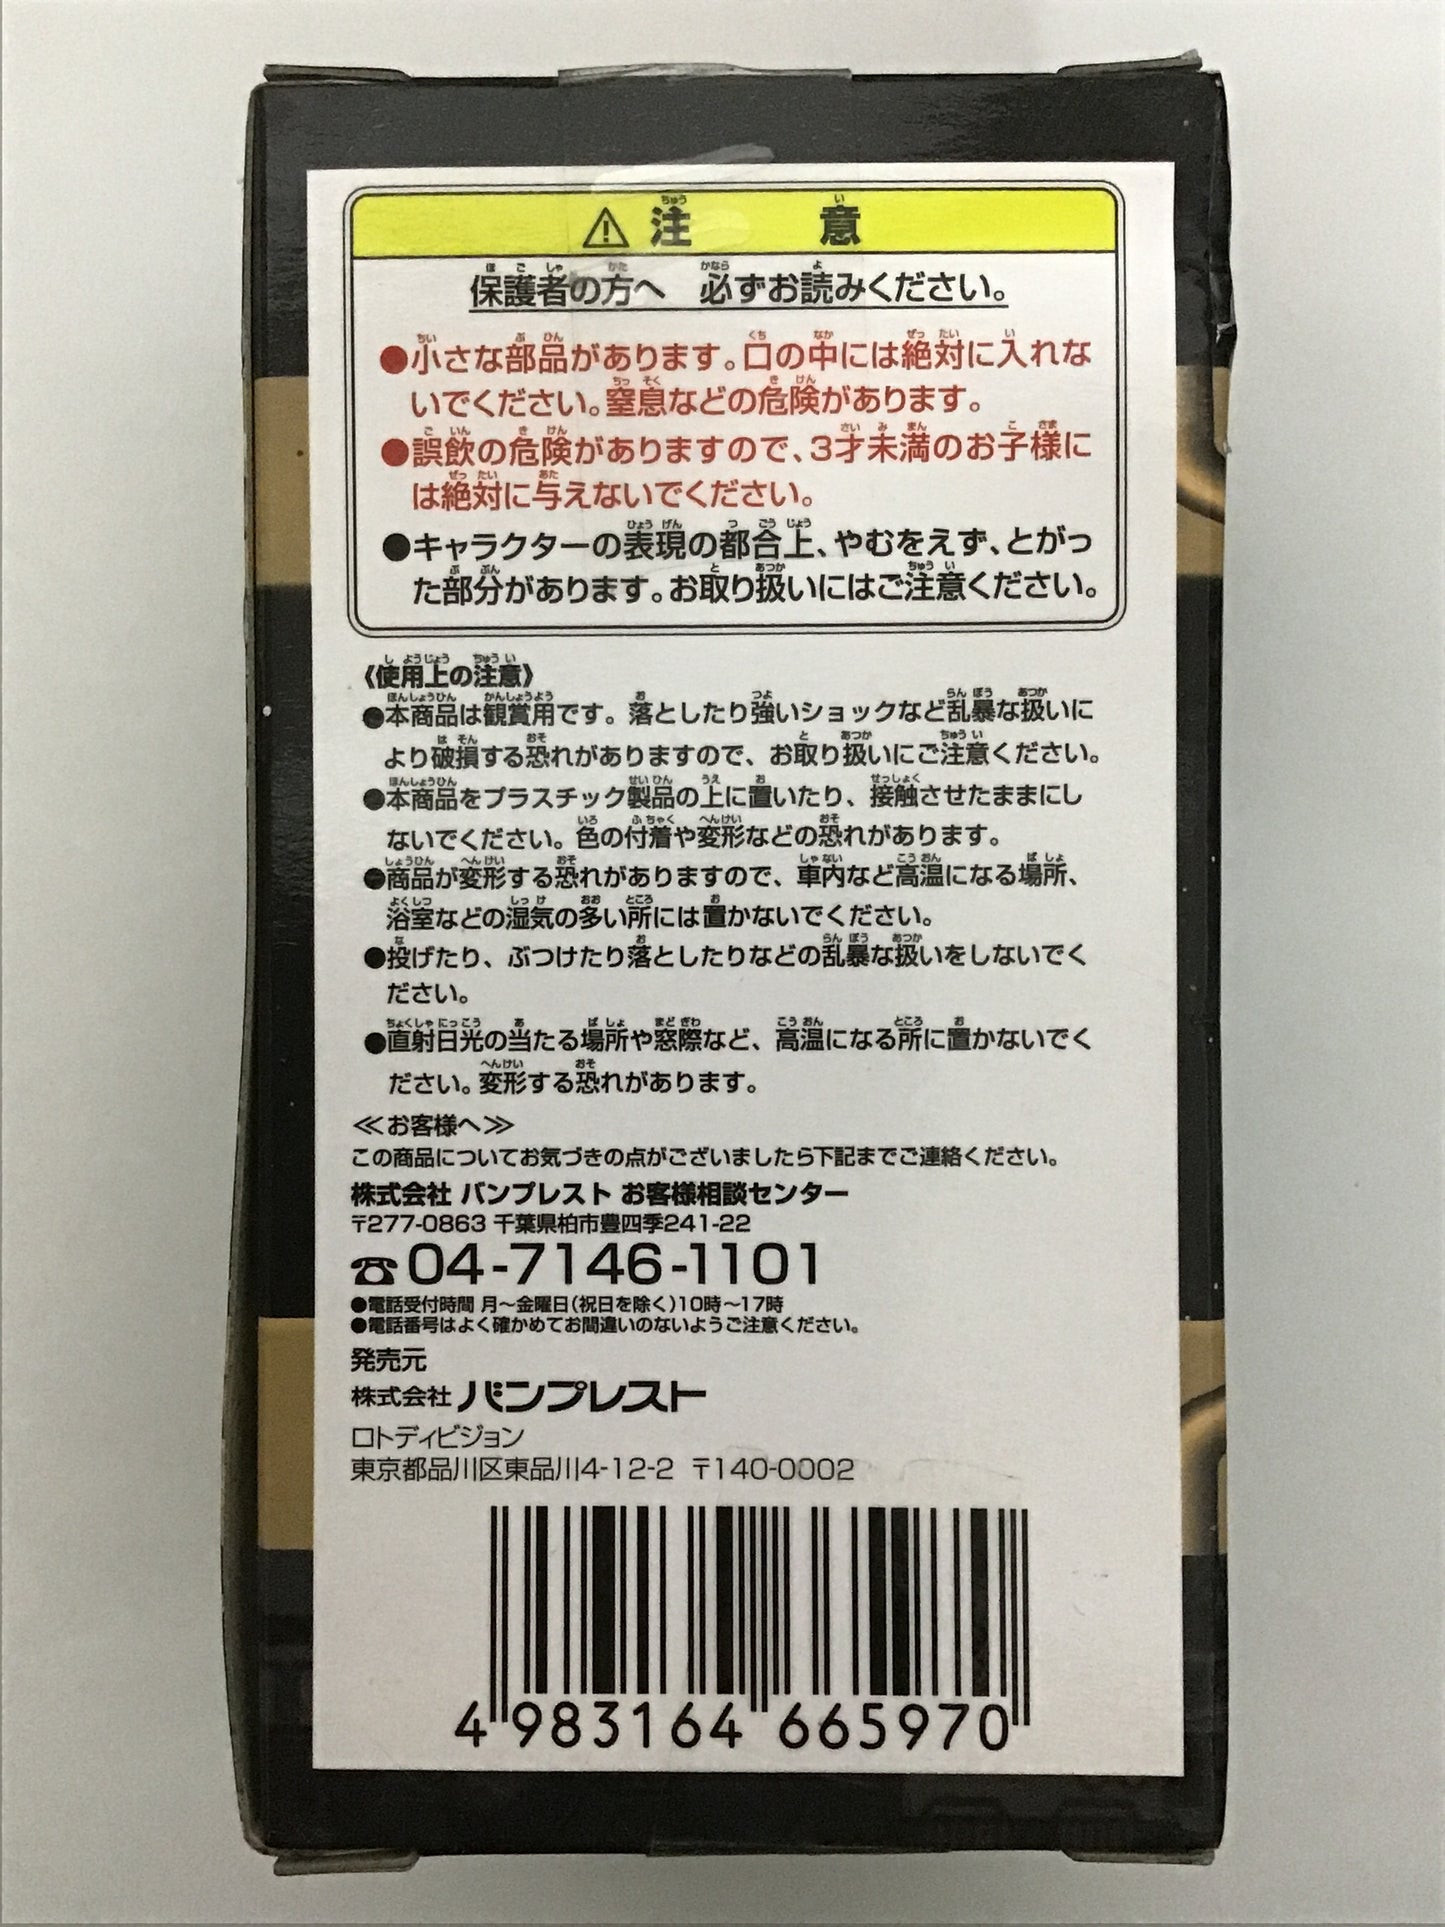 ⚠注 意
保護者の方へ 必ずお読みください。
●小さな部品があります。口の中には絶対に入れな
いでください。窒息などの危険があります。
●誤飲の危険がありますので、3才未満のお子様に
は絶対に与えないでください。
●キャラクターの表現の都合上、やむをえず、とがっ
た部分があります。お取り扱いにはご注意ください。
《使用上の注意》
●本商品は観賞用です。落としたり強いショックなど乱暴な扱いに
より破損する恐れがありますので、お取り扱いにご注意ください。
●本商品をプラスチック製品の上に置いたり、接触させたままにし
ないでください。色の付着や変形などの恐れがあります。
●商品が変形する恐れがありますので、車内など高温になる場所、
浴室などの湿気の多い所には置かないでください。
●投げたり、ぶつけたり落としたりなどの乱暴な扱いをしないでく
ださい。
●直射日光の当たる場所や窓際など、高温になる所に置かないでく
ださい。変形する恐れがあります。
≪お客様へ≫
この商品についてお気づきの点がございましたら下記までご連絡ください。
株式会社 バンプレスト お客様相談センター
〒277-0863 千葉県柏市豊四季241-22
☎04-7146-1101
●電話受付時間 月～金曜日(祝日を除く)10時～17時
●電話番号はよく確かめてお間違いのないようご注意ください。
発売元
株式会社 バンプレスト
ロトディビジョン
東京都品川区東品川4-12-2 〒140-0002
4 983164 665970